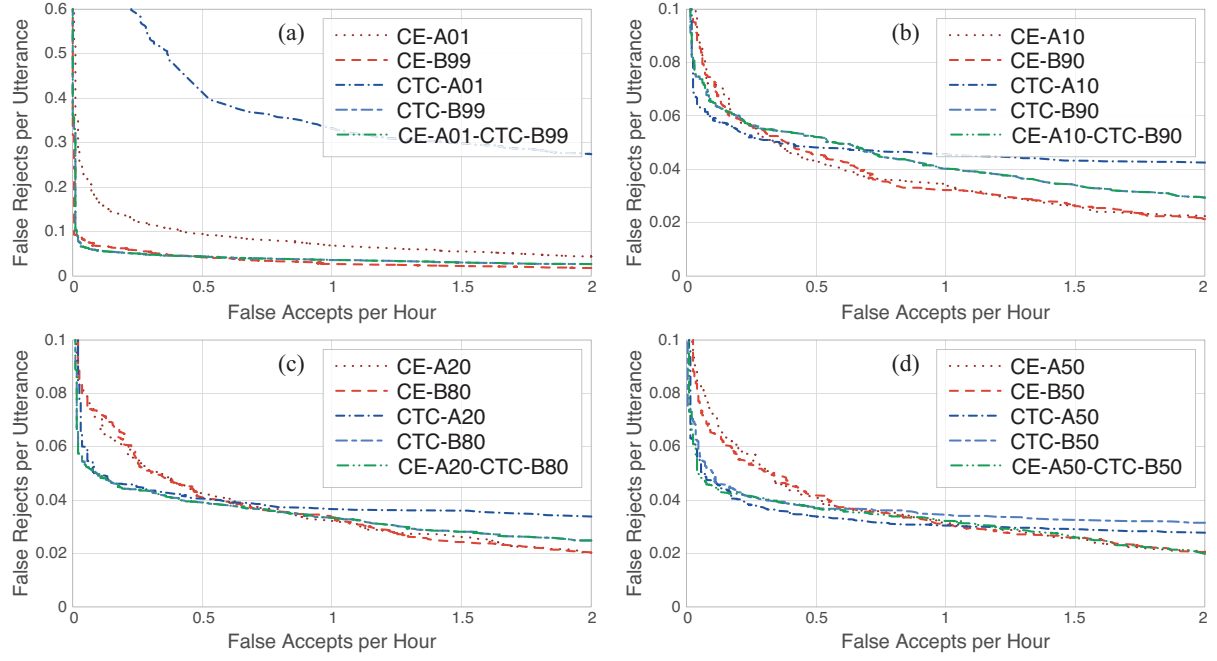 0.6
0.5
0.4
0.3
0.2
0.1
0
False Rejects per Utterance
(a)
CE-A01
CE-B99
CTC-A01
CTC-B99
CE-A01-CTC-B99
0
0.5
1
1.5
2
False Accepts per Hour
0.1
0.08
0.06
0.04
0.02
0
False Rejects per Utterance
(b)
CE-A10
CE-B90
CTC-A10
CTC-B90
CE-A10-CTC-B90
0
0.5
1
1.5
2
False Accepts per Hour
0.1
0.08
0.06
0.04
0.02
0
False Rejects per Utterance
(c)
CE-A20
CE-B80
CTC-A20
CTC-B80
CE-A20-CTC-B80
0
0.5
1
1.5
2
False Accepts per Hour
0.1
0.08
0.06
0.04
0.02
0
False Rejects per Utterance
(d)
CE-A50
CE-B50
CTC-A50
CTC-B50
CE-A50-CTC-B50
0
0.5
1
1.5
2
False Accepts per Hour